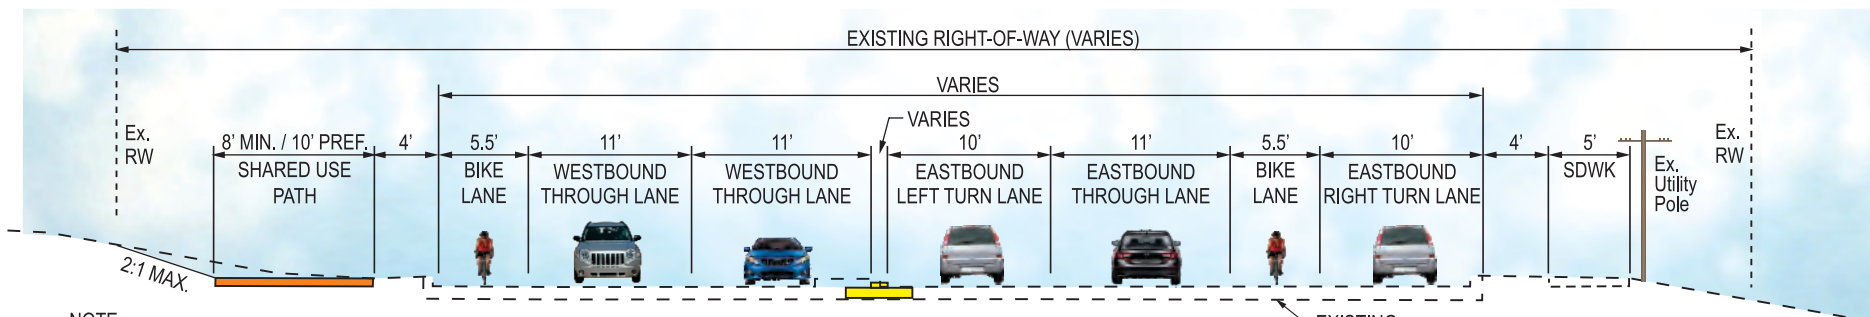 EXISTING RIGHT-OF-WAY (VARIES)
VARIES
VARIES
Ex.
RW
8' MIN. / 10' PREF.
SHARED USE
PATH
4'
5.5'
BIKE
LANE
11'
WESTBOUND
THROUGH LANE
11'
WESTBOUND
THROUGH LANE
10'
EASTBOUND
LEFT TURN LANE
11'
EASTBOUND
THROUGH LANE
5.5'
BIKE
LANE
10'
EASTBOUND
RIGHT TURN LANE
4'
5'
SDWK
Ex.
Utility
Pole
Ex.
RW
2:1 MAX.
NOTE
EXISTING